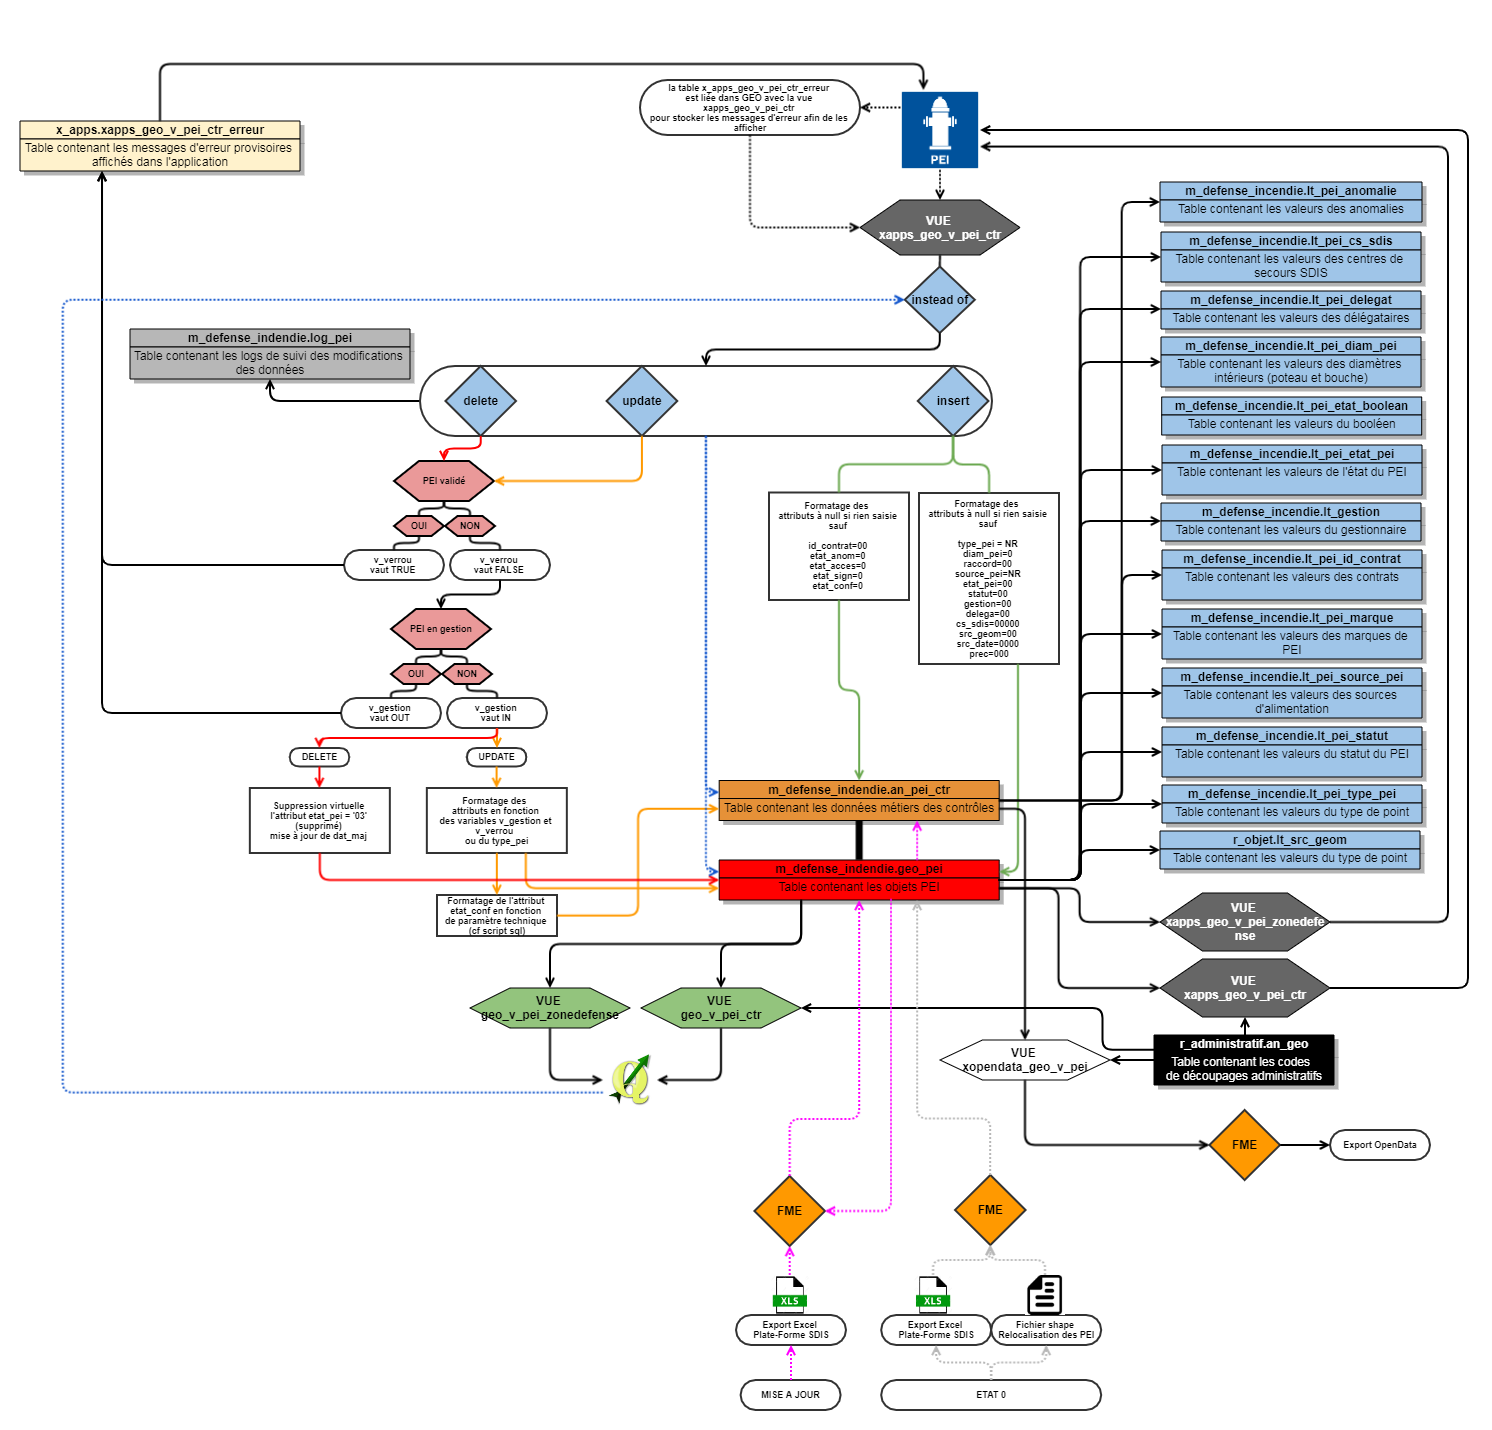 la table x_apps_geo_v_pei_ctr_erreur
est liée dans GEO avec la vue
xapps_geo_v_pei_ctr
pour stocker les messages d'erreur afin de les
afficher
PEI
x_apps.xapps_geo_v_pei_ctr_erreur
Table contenant les messages d'erreur provisoires
affichés dans l'application
VUE
xapps_geo_v_pei_ctr
instead of
m_defense_indendie.log_pei
Table contenant les logs de suivi des modifications
des données
delete
update
insert
PEI validé
OUI
NON
v_verrou
vaut TRUE
v_verrou
vaut FALSE
PEI en gestion
OUI
NON
v_gestion
vaut OUT
v_gestion
vaut IN
DELETE
UPDATE
Suppression virtuelle
l'attribut etat_pei = '03'
(supprimé)
mise à jour de dat_maj
Formatage des
attributs en fonction
des variables v_gestion et
v_verrou
ou du type_pei
Formatage de l'attribut
etat_conf en fonction
de paramètre technique
(cf script sql)
Formatage des
attributs à null si rien saisie
sauf
id_contrat=00
etat_anom=0
etat_acces=0
etat_sign=0
etat_conf=0
Formatage des
attributs à null si rien saisie
sauf
type_pei = NR
diam_pei=0
raccord=00
source_pei=NR
etat_pei=00
statut=00
gestion=00
delega=00
cs_sdis=00000
src_geom=00
src_date=0000
prec=000
m_defense_indendie.an_pei_ctr
Table contenant les données métiers des contrôles
m_defense_indendie.geo_pei
Table contenant les objets PEI
m_defense_incendie.lt_pei_anomalie
Table contenant les valeurs des anomalies
m_defense_incendie.lt_pei_cs_sdis
Table contenant les valeurs des centres de
secours SDIS
m_defense_incendie.lt_pei_delegat
Table contenant les valeurs des délégataires
m_defense_incendie.lt_pei_diam_pei
Table contenant les valeurs des diamètres
intérieurs (poteau et bouche)
m_defense_incendie.lt_pei_etat_boolean
Table contenant les valeurs du booléen
m_defense_incendie.lt_pei_etat_pei
Table contenant les valeurs de l'état du PEI
m_defense_incendie.lt_gestion
Table contenant les valeurs du gestionnaire
m_defense_incendie.lt_pei_id_contrat
Table contenant les valeurs des contrats
m_defense_incendie.lt_pei_marque
Table contenant les valeurs des marques de
PEI
m_defense_incendie.lt_pei_source_pei
Table contenant les valeurs des sources
d'alimentation
m_defense_incendie.lt_pei_statut
Table contenant les valeurs du statut du PEI
m_defense_incendie.lt_pei_type_pei
Table contenant les valeurs du type de point
r_objet.lt_src_geom
Table contenant les valeurs du type de point
VUE
xapps_geo_v_pei_zonedefe
nse
VUE
xapps_geo_v_pei_ctr
r_administratif.an_geo
Table contenant les codes
de découpages administratifs
VUE
geo_v_pei_zonedefense
VUE
geo_v_pei_ctr
VUE
xopendata_geo_v_pei
FME
Export OpenData
FME
FME
XLS
Export Excel
Plate-Forme SDIS
XLS
Export Excel
Plate-Forme SDIS
Fichier shape
Relocalisation des PEI
MISE A JOUR
ETAT 0